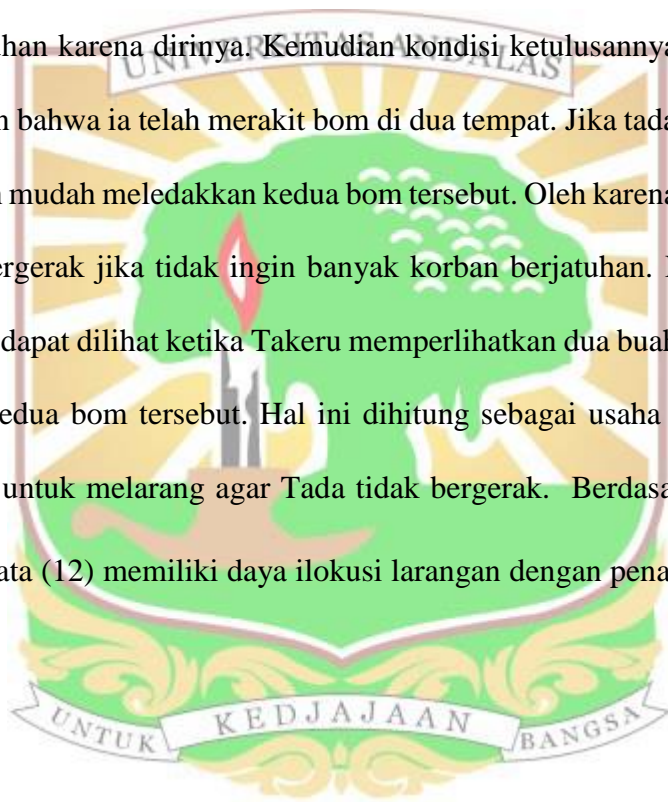 uhan karena dirinya. Kemudian kondisi ketulusannya
UNIVERSITAS ANDALAS
n bahwa ia telah merakit bom di dua tempat. Jika tada
n mudah meledakkan kedua bom tersebut. Oleh karena
ergerak jika tidak ingin banyak korban berjatuhan.
dapat dilihat ketika Takeru memperlihatkan dua buah
edua bom tersebut. Hal ini dihitung sebagai usaha
untuk melarang agar Tada tidak bergerak. Berdasa
ata (12) memiliki daya ilokusi larangan dengan pena
UNTUK KEDJAJAAN BANGSA